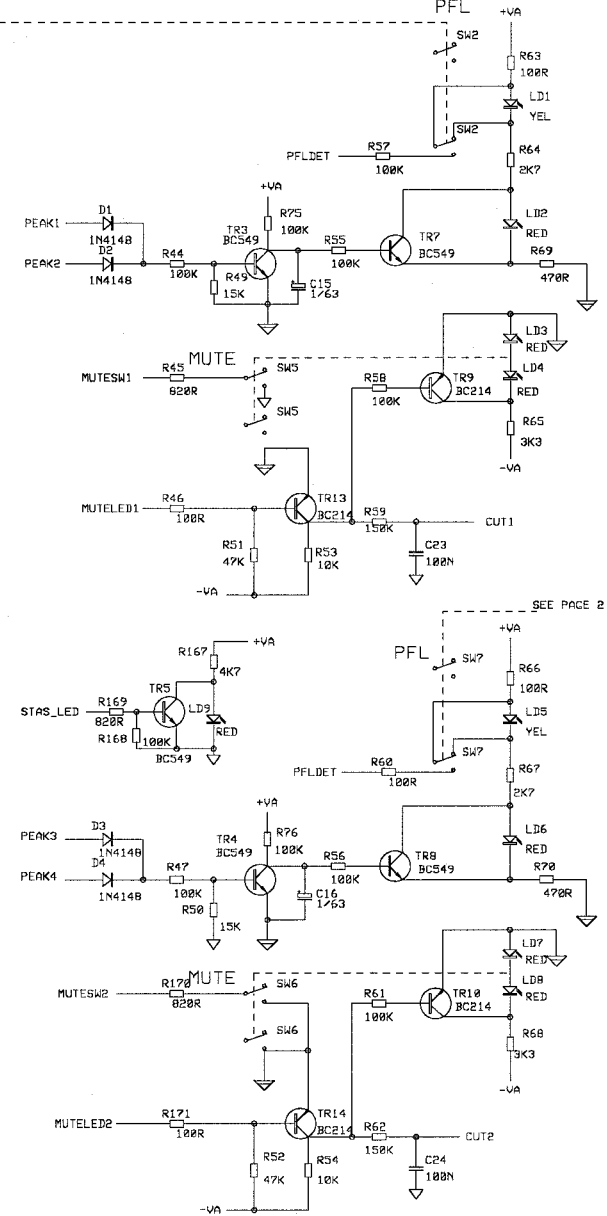 PFL
+VA
SW2
R63
100R
LD1
YEL
SW2
R57
100K
PFLDET
R64
2K7
+VA
R75
100K
PEAK1
D1
1N4148
TR3
BC549
R55
100K
TR7
BC549
LD2
RED
PEAK2
D2
1N4148
R44
100K
R49
15K
C15
1/63
R69
470R
MUTE
LD3
RED
MUTESW1
R45
820R
SW5
R58
100K
TR9
BC214
LD4
RED
SW5
R65
3K3
-VA
MUTELED1
R46
100R
TR13
BC214
R59
150K
CUT1
R51
47K
R53
10K
C23
100N
-VA
SEE PAGE 2
+VA
R167
4K7
+VA
PFL
SW7
R66
100R
TR5
LD9
RED
STAS_LED
R169
820R
R168
100K
BC549
LD5
YEL
SW7
PFLDET
R60
100R
R67
2K7
+VA
R76
100K
PEAK3
D3
1N4148
TR4
BC549
R56
100K
TR8
BC549
LD6
RED
PEAK4
D4
1N4148
R47
100K
R50
15K
C16
1/63
R70
470R
MUTE
LD7
RED
MUTESW2
R170
820R
SW6
R61
100K
TR10
BC214
LD8
RED
SW6
R68
3K3
-VA
MUTELED2
R171
100R
TR14
BC214
R62
150K
CUT2
R52
47K
R54
10K
C24
100N
-VA